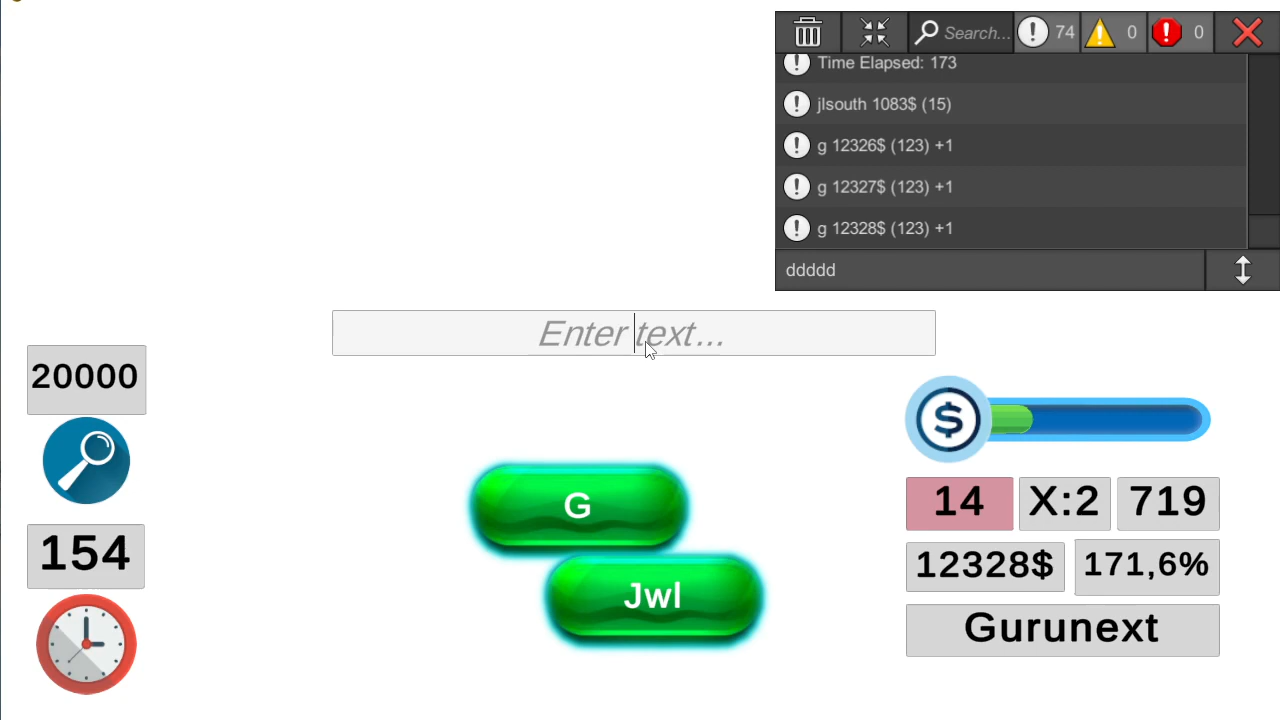 Search... 74 0 0
Time Elapsed: 173
jlsouth 1083$ (15)
g 12326$ (123) +1
g 12327$ (123) +1
g 12328$ (123) +1
ddddd
Enter text...
20000
154
G
Jwl
$
14 X:2 719
12328$ 171,6%
Gurunext